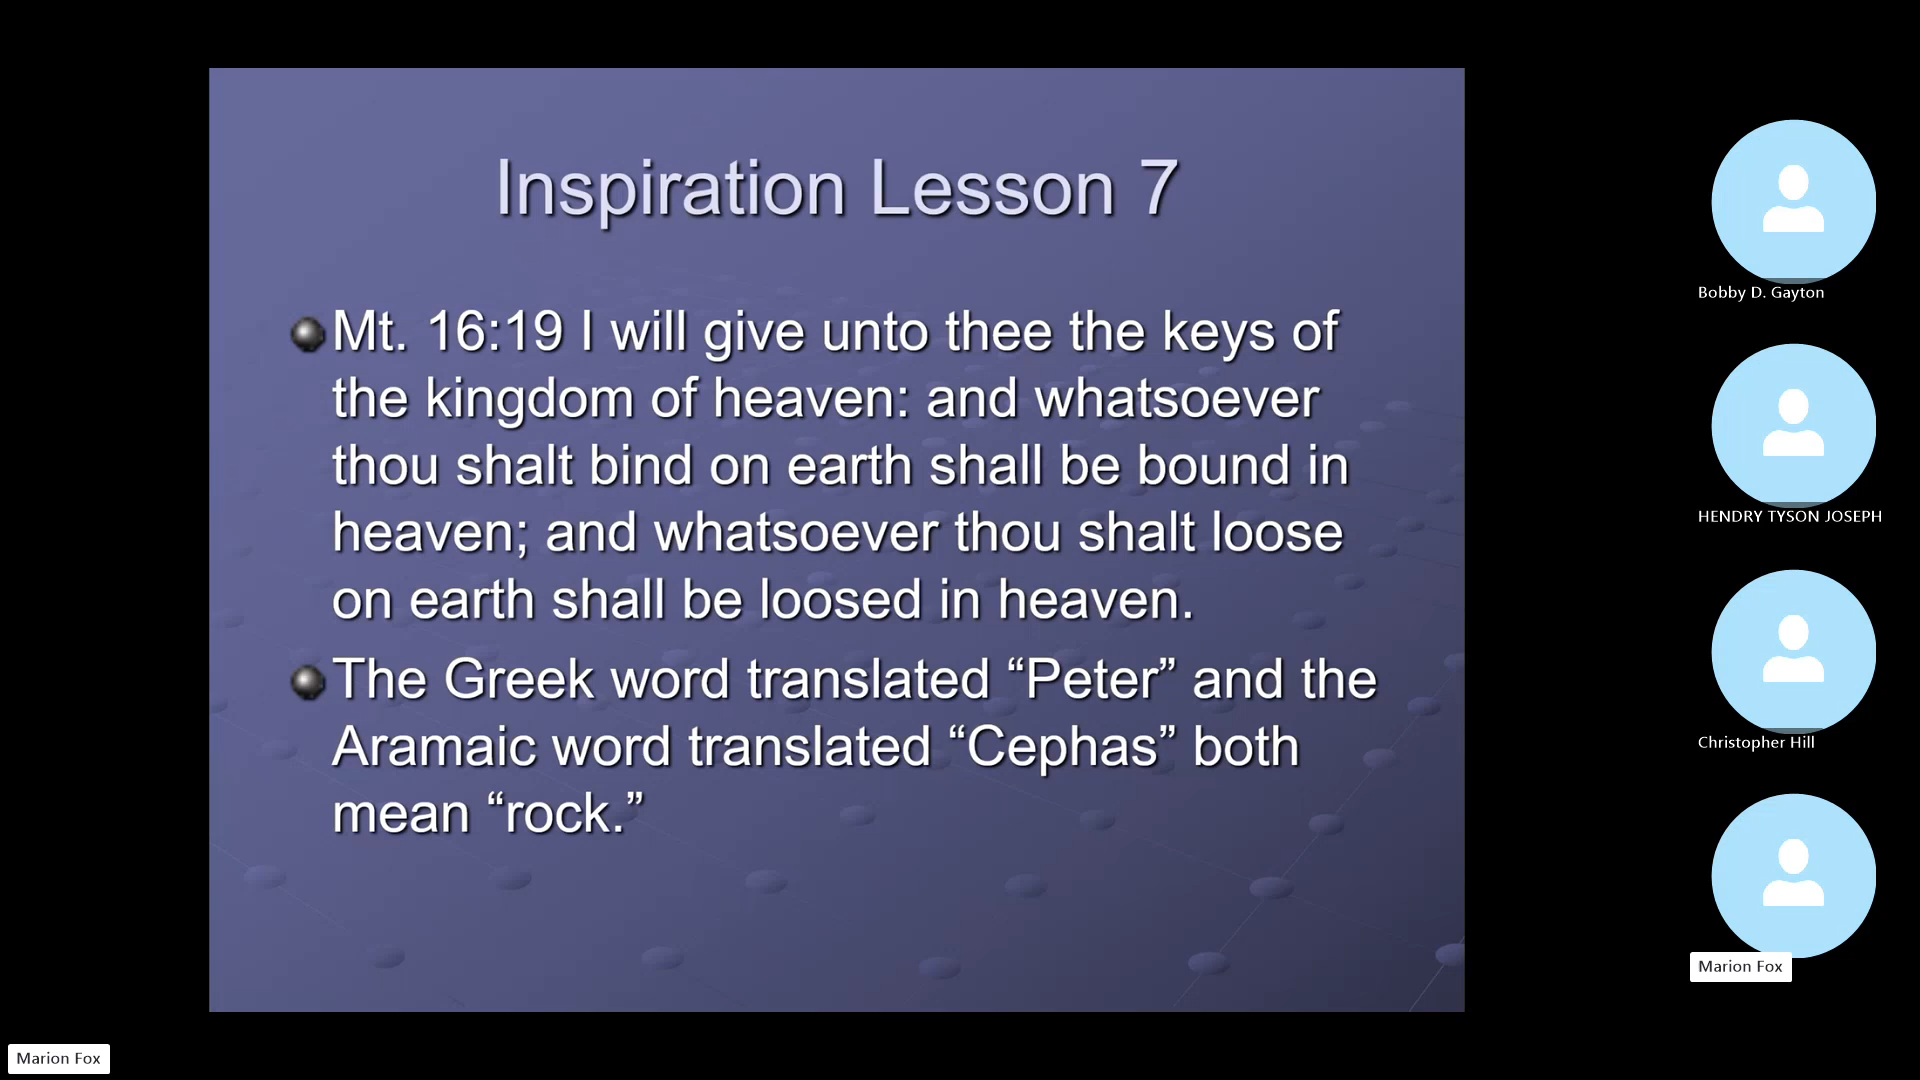 Inspiration Lesson 7
Mt. 16:19 I will give unto thee the keys of
the kingdom of heaven: and whatsoever
thou shalt bind on earth shall be bound in
heaven; and whatsoever thou shalt loose
on earth shall be loosed in heaven.
The Greek word translated “Peter” and the
Aramaic word translated “Cephas” both
mean “rock.”
Bobby D. Gayton
HENDRY TYSON JOSEPH
Christopher Hill
Marion Fox
Marion Fox